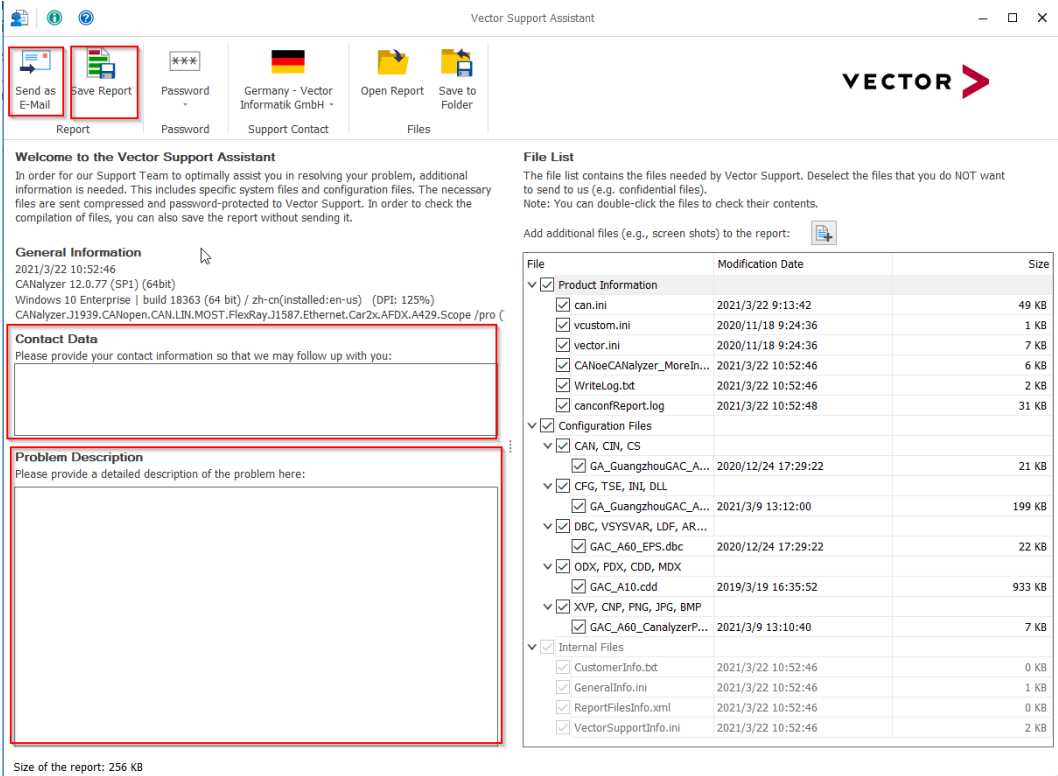 Vector Support Assistant
Send as
E-Mail
Save Report
Report
***
Password
Password
Germany - Vector
Informatik GmbH
Support Contact
Open Report
Save to
Folder
Files
VECTOR
Welcome to the Vector Support Assistant
In order for our Support Team to optimally assist you in resolving your problem, additional
information is needed. This includes specific system files and configuration files. The necessary
files are sent compressed and password-protected to Vector Support. In order to check the
compilation of files, you can also save the report without sending it.
General Information
2021/3/22 10:52:46
CANalyzer 12.0.77 (SP1) (64bit)
Windows 10 Enterprise | build 18363 (64 bit) / zh-cn(installed:en-us) (DPI: 125%)
CANalyzer.J1939.CANopen.CAN.LIN.MOST.FlexRay.J1587.Ethernet.Car2x.AFDX.A429.Scope /pro (
Contact Data
Please provide your contact information so that we may follow up with you:
Problem Description
Please provide a detailed description of the problem here:
Size of the report: 256 KB
File List
The file list contains the files needed by Vector Support. Deselect the files that you do NOT want
to send to us (e.g. confidential files).
Note: You can double-click the files to check their contents.
Add additional files (e.g., screen shots) to the report:
File Modification Date Size
Product Information
can.ini 2021/3/22 9:13:42 49 KB
vcustom.ini 2020/11/18 9:24:36 1 KB
vector.ini 2020/11/18 9:24:36 7 KB
CANoeCANalyzer_MoreIn... 2021/3/22 10:52:46 6 KB
WriteLog.txt 2021/3/22 10:52:46 2 KB
canconfReport.log 2021/3/22 10:52:48 31 KB
Configuration Files
CAN, CIN, CS
GA_GuangzhouGAC_A... 2020/12/24 17:29:22 21 KB
CFG, TSE, INI, DLL
GA_GuangzhouGAC_A... 2021/3/9 13:12:00 199 KB
DBC, VSYSVAR, LDF, AR...
GAC_A60_EPS.dbc 2020/12/24 17:29:22 22 KB
ODX, PDX, CDD, MDX
GAC_A10.cdd 2019/3/19 16:35:52 933 KB
XVP, CNP, PNG, JPG, BMP
GAC_A60_CanalyzerP... 2021/3/9 13:10:40 7 KB
Internal Files
CustomerInfo.txt 2021/3/22 10:52:46 0 KB
GeneralInfo.ini 2021/3/22 10:52:46 1 KB
ReportFilesInfo.xml 2021/3/22 10:52:46 0 KB
VectorSupportInfo.ini 2021/3/22 10:52:46 2 KB